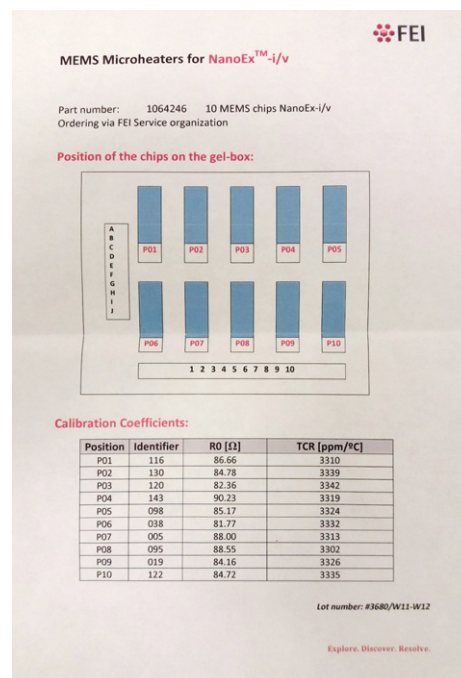 FEI
MEMS Microheaters for NanoEx™-i/v
Part number: 1064246 10 MEMS chips NanoEx-i/v
Ordering via FEI Service organization
Position of the chips on the gel-box:
A
B
C
D
E
F
G
H
I
J
P01 P02 P03 P04 P05
P06 P07 P08 P09 P10
1 2 3 4 5 6 7 8 9 10
Calibration Coefficients:
Position Identifier R0 [Ω] TCR [ppm/ºC]
P01 116 86.66 3310
P02 130 84.78 3339
P03 120 82.36 3342
P04 143 90.23 3319
P05 098 85.17 3324
P06 038 81.77 3332
P07 005 88.00 3313
P08 095 88.55 3302
P09 019 84.16 3326
P10 122 84.72 3335
Lot number: #3680/W11-W12
Explore. Discover. Resolve.